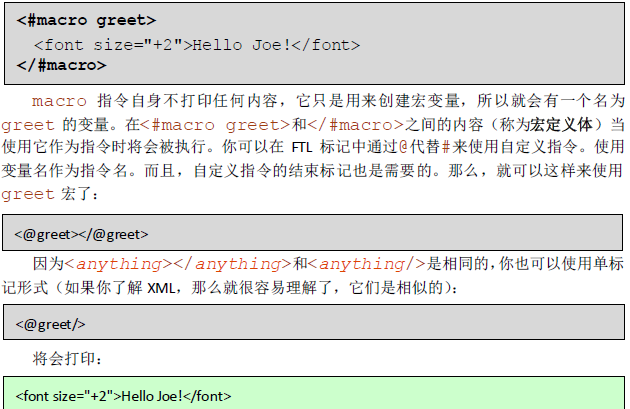 <#macro greet>
<font size="+2">Hello Joe!</font>
</#macro>
macro 指令自身不打印任何内容，它只是用来创建宏变量，所以就会有一个名为
greet 的变量。在<#macro greet>和</#macro>之间的内容（称为宏定义体）当
使用它作为指令时将会被执行。你可以在 FTL 标记中通过@代替#来使用自定义指令。使用
变量名作为指令名。而且，自定义指令的结束标记也是需要的。那么，就可以这样来使用
greet 宏了：
<@greet></@greet>
因为<anything></anything>和<anything/>是相同的，你也可以使用单标
记形式（如果你了解 XML，那么就很容易理解了，它们是相似的）：
<@greet/>
将会打印：
<font size="+2">Hello Joe!</font>